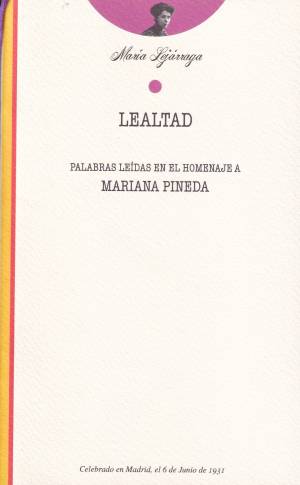 María Lejárraga
LEALTAD
PALABRAS LEÍDAS EN EL HOMENAJE A
MARIANA PINEDA
Celebrado en Madrid, el 6 de Junio de 1931